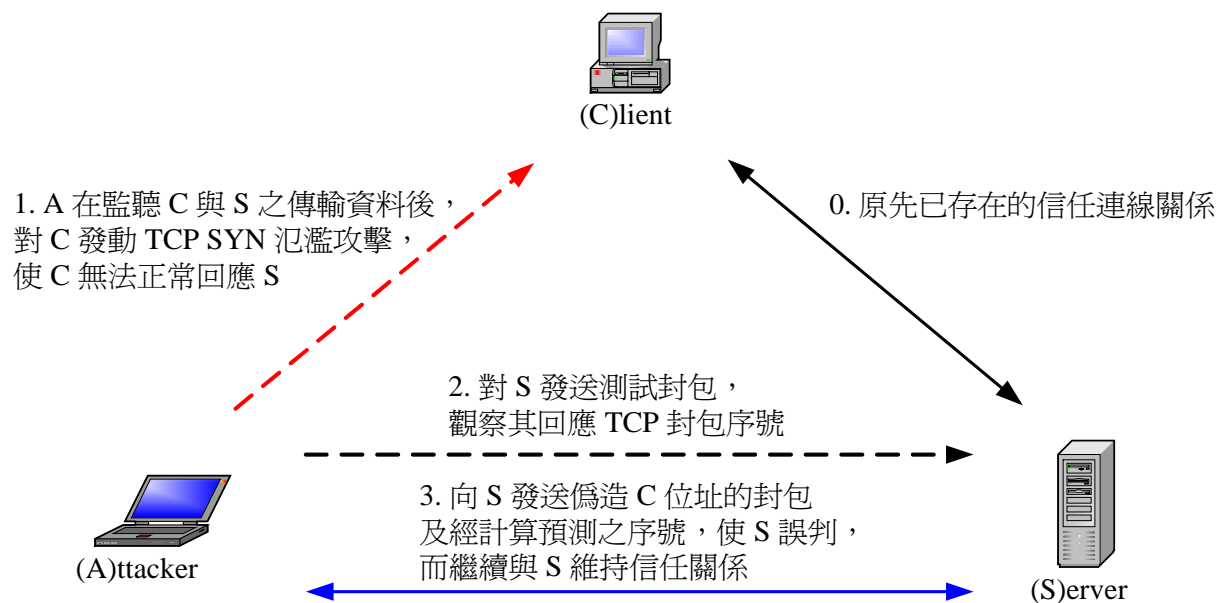 (C)lient
1. A 在監聽 C 與 S 之傳輸資料後，
對 C 發動 TCP SYN 氾濫攻擊，
使 C 無法正常回應 S
0. 原先已存在的信任連線關係
2. 對 S 發送測試封包，
觀察其回應 TCP 封包序號
3. 向 S 發送偽造 C 位址的封包
及經計算預測之序號，使 S 誤判，
而繼續與 S 維持信任關係
(A)ttacker
(S)erver